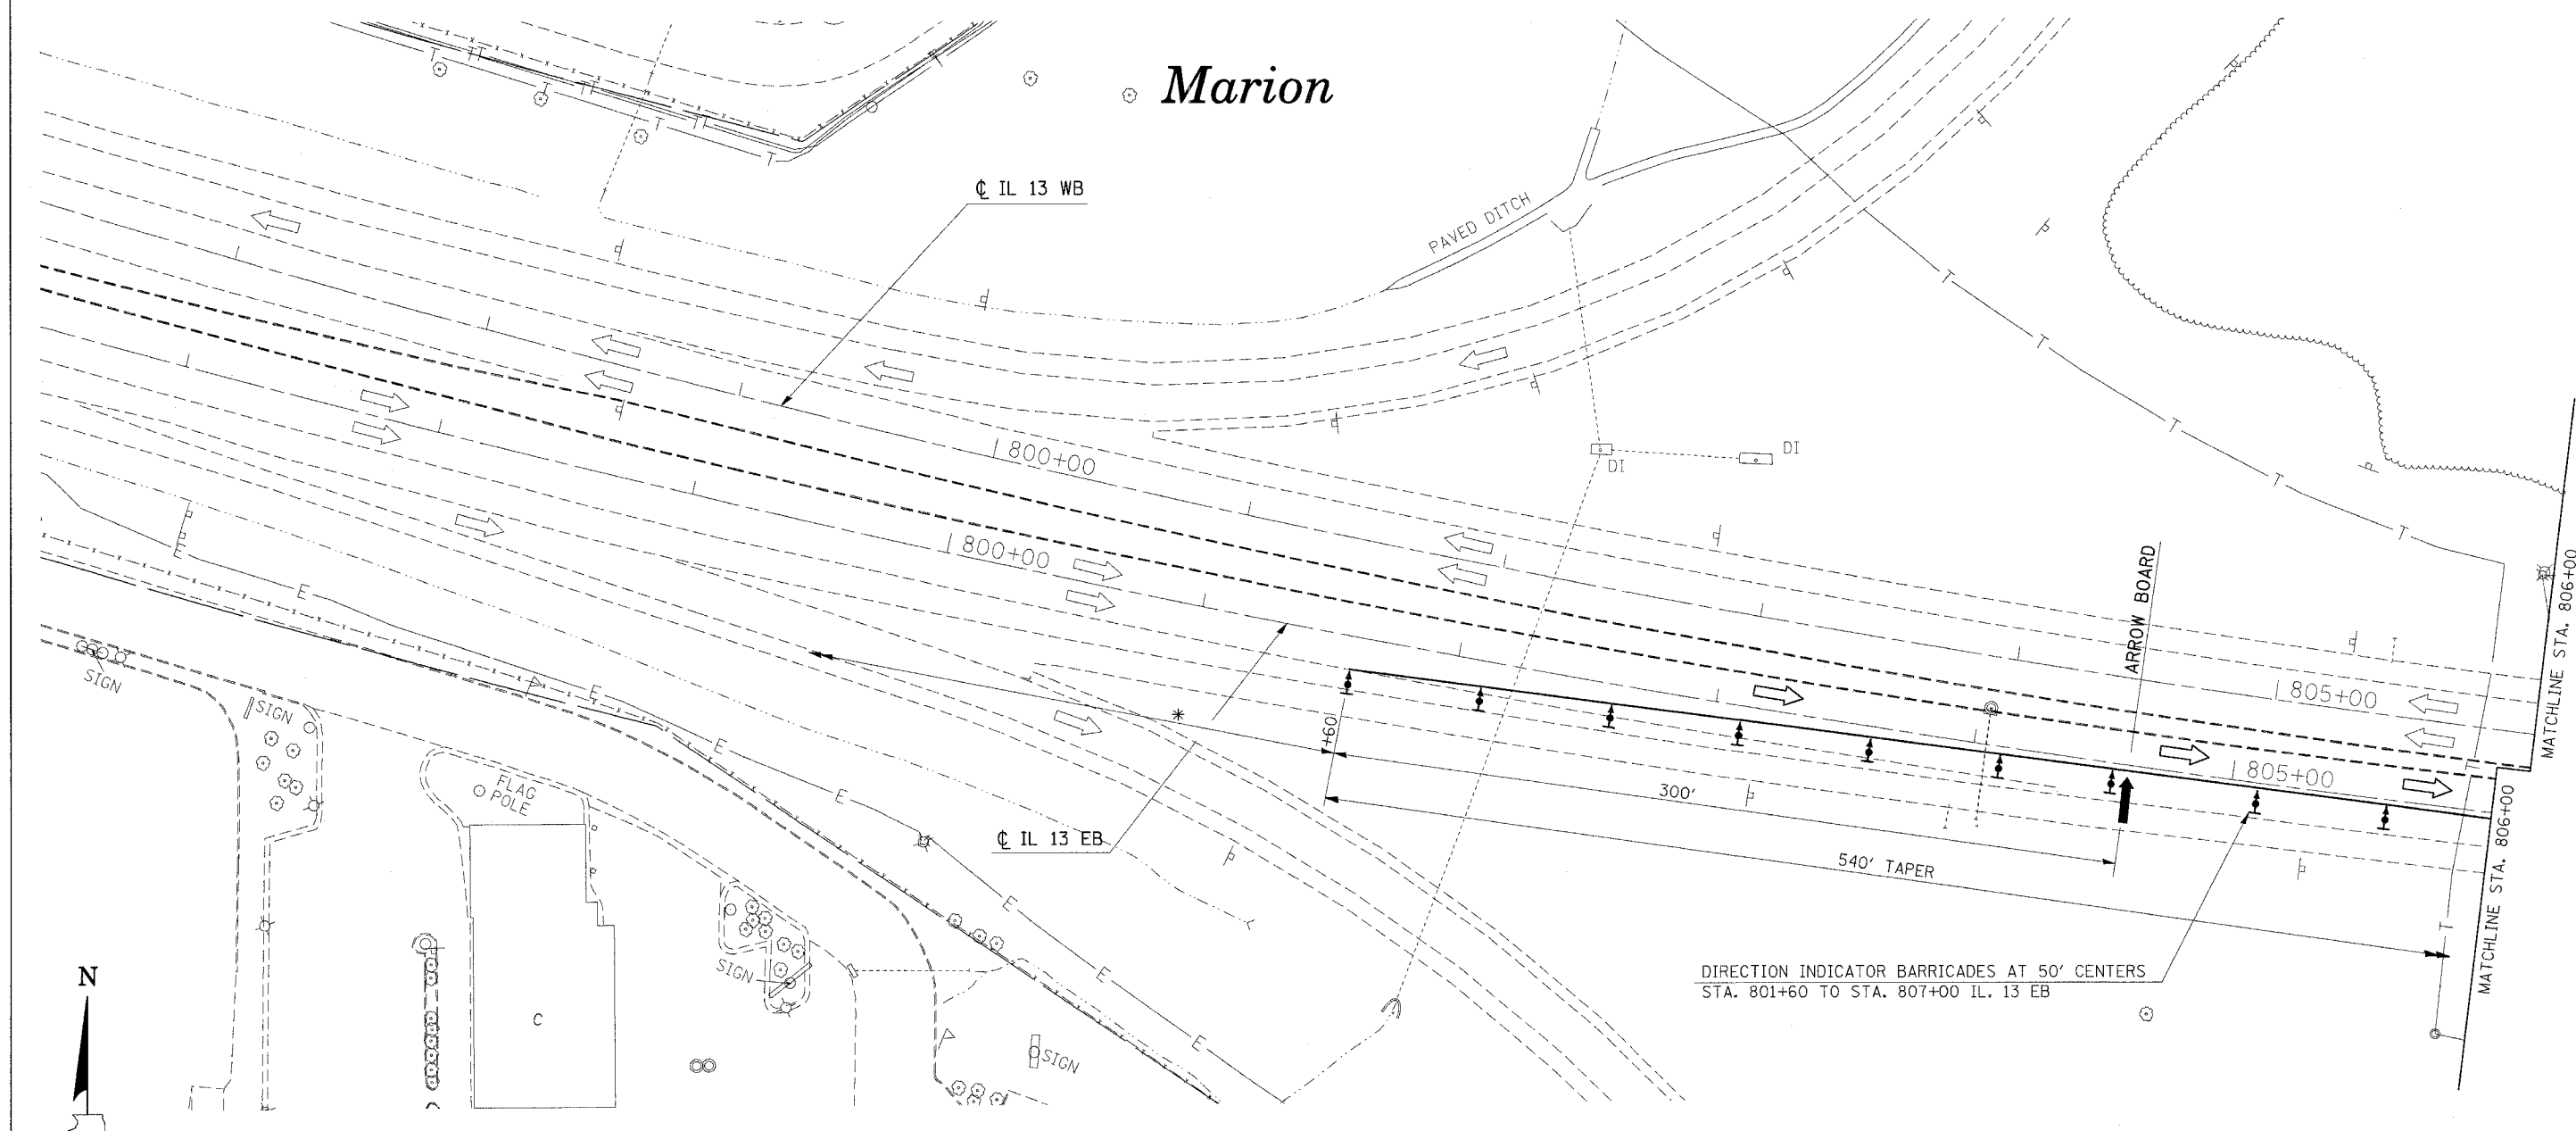 Marion
℄ IL 13 WB
PAVED DITCH
800+00
DI
DI
800+00
ARROW BOARD
MATCHLINE STA. 806+00
SIGN
SIGN
805+00
+60
805+00
FLAG
POLE
300'
℄ IL 13 EB
540' TAPER
MATCHLINE STA. 806+00
SIGN
DIRECTION INDICATOR BARRICADES AT 50' CENTERS
STA. 801+60 TO STA. 807+00 IL. 13 EB
N
C
SIGN
T
T
T
T
T
T
T
T
T
T
T
T
E
E
E
E
E
E
E
E
E